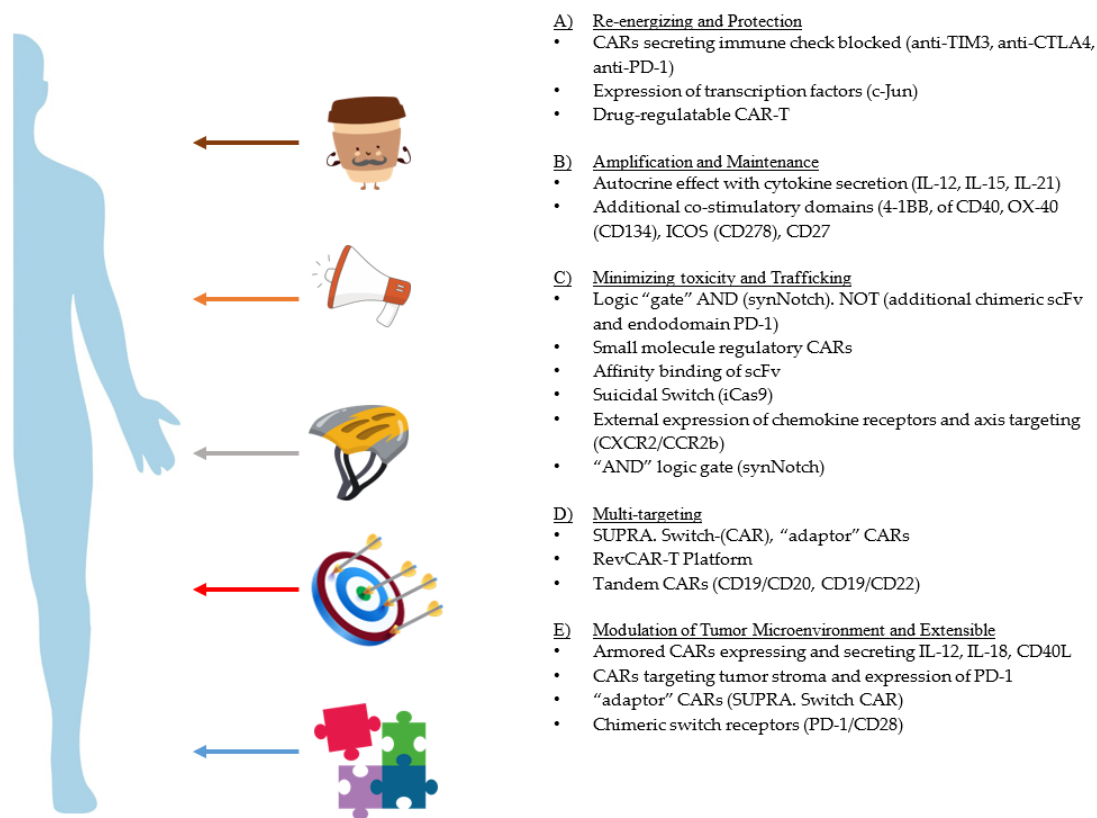 A) Re-energizing and Protection
• CARs secreting immune check blocked (anti-TIM3, anti-CTLA4,
anti-PD-1)
• Expression of transcription factors (c-Jun)
• Drug-regulatable CAR-T
B) Amplification and Maintenance
• Autocrine effect with cytokine secretion (IL-12, IL-15, IL-21)
• Additional co-stimulatory domains (4-1BB, of CD40, OX-40
(CD134), ICOS (CD278), CD27
C) Minimizing toxicity and Trafficking
• Logic “gate” AND (synNotch). NOT (additional chimeric scFv
and endodomain PD-1)
• Small molecule regulatory CARs
• Affinity binding of scFv
• Suicidal Switch (iCas9)
• External expression of chemokine receptors and axis targeting
(CXCR2/CCR2b)
• “AND” logic gate (synNotch)
D) Multi-targeting
• SUPRA. Switch-(CAR), “adaptor” CARs
• RevCAR-T Platform
• Tandem CARs (CD19/CD20, CD19/CD22)
E) Modulation of Tumor Microenvironment and Extensible
• Armored CARs expressing and secreting IL-12, IL-18, CD40L
• CARs targeting tumor stroma and expression of PD-1
• “adaptor” CARs (SUPRA. Switch CAR)
• Chimeric switch receptors (PD-1/CD28)